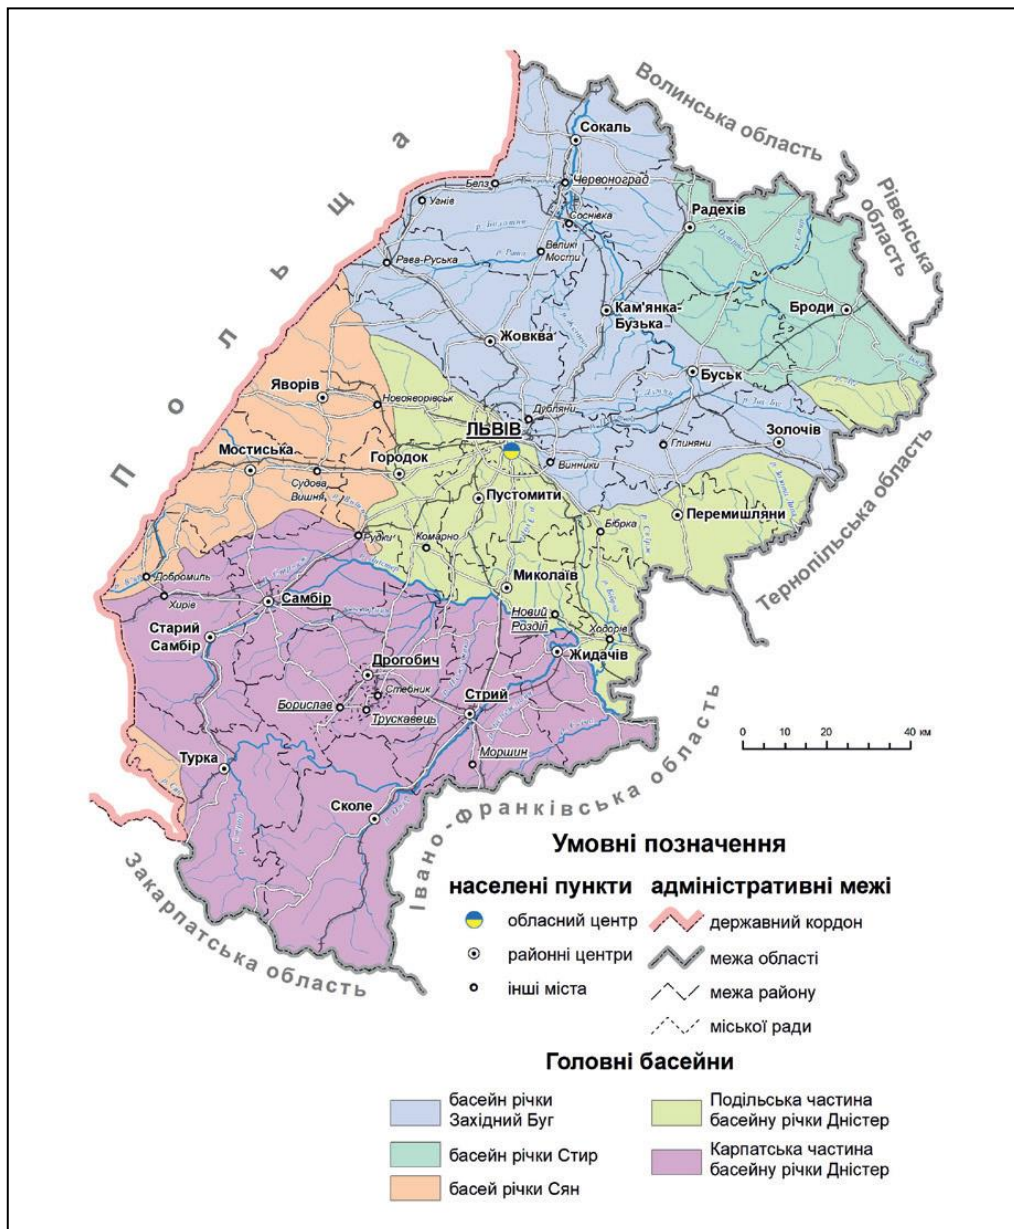 Польща
Волинська область
Рівенська
область
Сокаль
Белз
Червоноград
Угнів
Соснівка
Радехів
Великі
Мости
р. Рата
Рава-Руська
Кам'янка-
Бузька
Броди
Жовква
Буськ
Яворів
Новояворівськ
Дубляни
ЛЬВІВ
Золочів
Глиняни
Мостиська
Городок
Винники
Судова
Вишня
Пустомити
Перемишляни
Бібрка
Рудки
Комарно
Тернопільська область
Добромиль
Миколаїв
Хирів
Самбір
Новий
Розділ
Ходорів
Старий
Самбір
Жидачів
Дрогобич
Стебник
Борислав
Трускавець
Стрий
Моршин
Турка
Сколе
0 10 20 40 км
Івано-Франківська область
Закарпатська область
Умовні позначення
населені пункти
обласний центр
районні центри
інші міста
адміністративні межі
державний кордон
межа області
межа району
міської ради
Головні басейни
басейн річки
Західний Буг
басейн річки Стир
басей річки Сян
Подільська частина
басейну річки Дністер
Карпатська частина
басейну річки Дністер